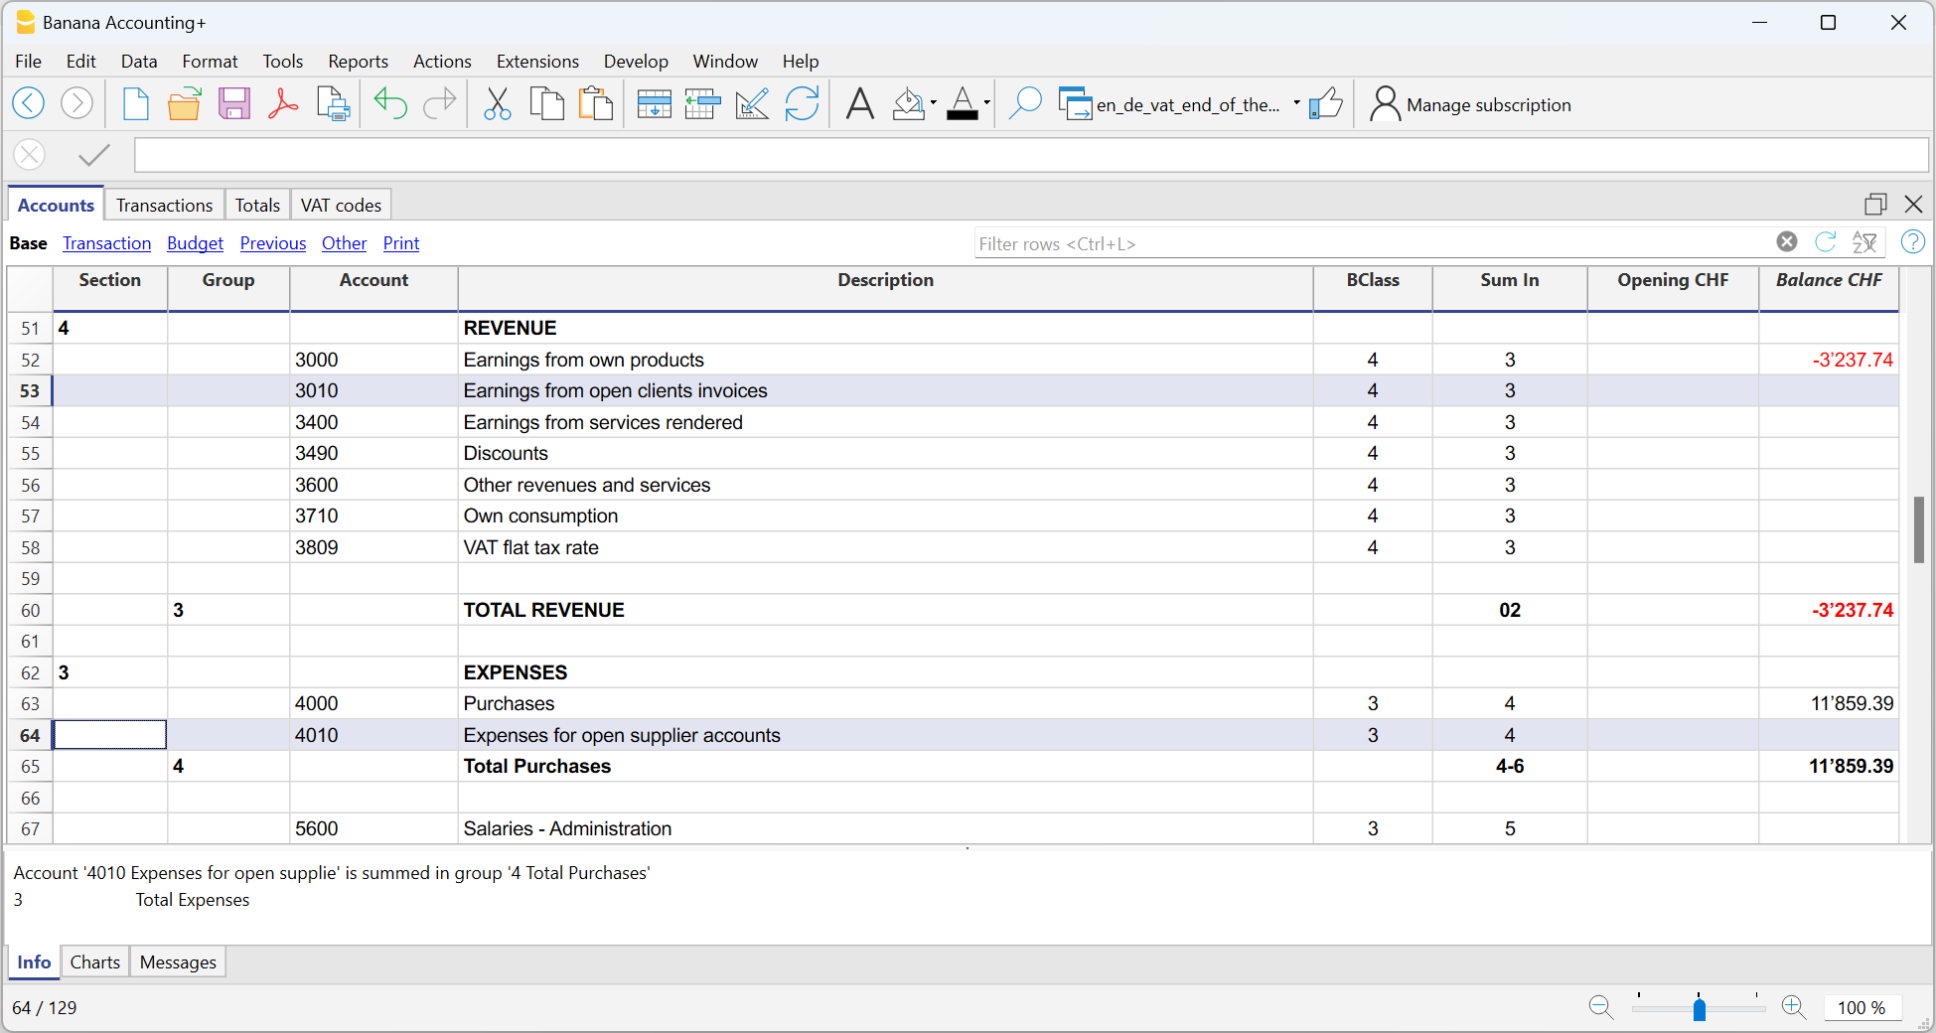 Banana Accounting+
File Edit Data Format Tools Reports Actions Extensions Develop Window Help
en_de_vat_end_of_the... Manage subscription
Accounts Transactions Totals VAT codes
Base Transaction Budget Previous Other Print Filter rows <Ctrl+L>
Section Group Account Description BClass Sum In Opening CHF Balance CHF
51 4 REVENUE
52 3000 Earnings from own products 4 3 -3'237.74
53 3010 Earnings from open clients invoices 4 3
54 3400 Earnings from services rendered 4 3
55 3490 Discounts 4 3
56 3600 Other revenues and services 4 3
57 3710 Own consumption 4 3
58 3809 VAT flat tax rate 4 3
59
60 3 TOTAL REVENUE 02 -3'237.74
61
62 3 EXPENSES
63 4000 Purchases 3 4 11'859.39
64 4010 Expenses for open supplier accounts 3 4
65 4 Total Purchases 4-6 11'859.39
66
67 5600 Salaries - Administration 3 5
Account '4010 Expenses for open supplie' is summed in group '4 Total Purchases'
3 Total Expenses
Info Charts Messages
64 / 129 100 %